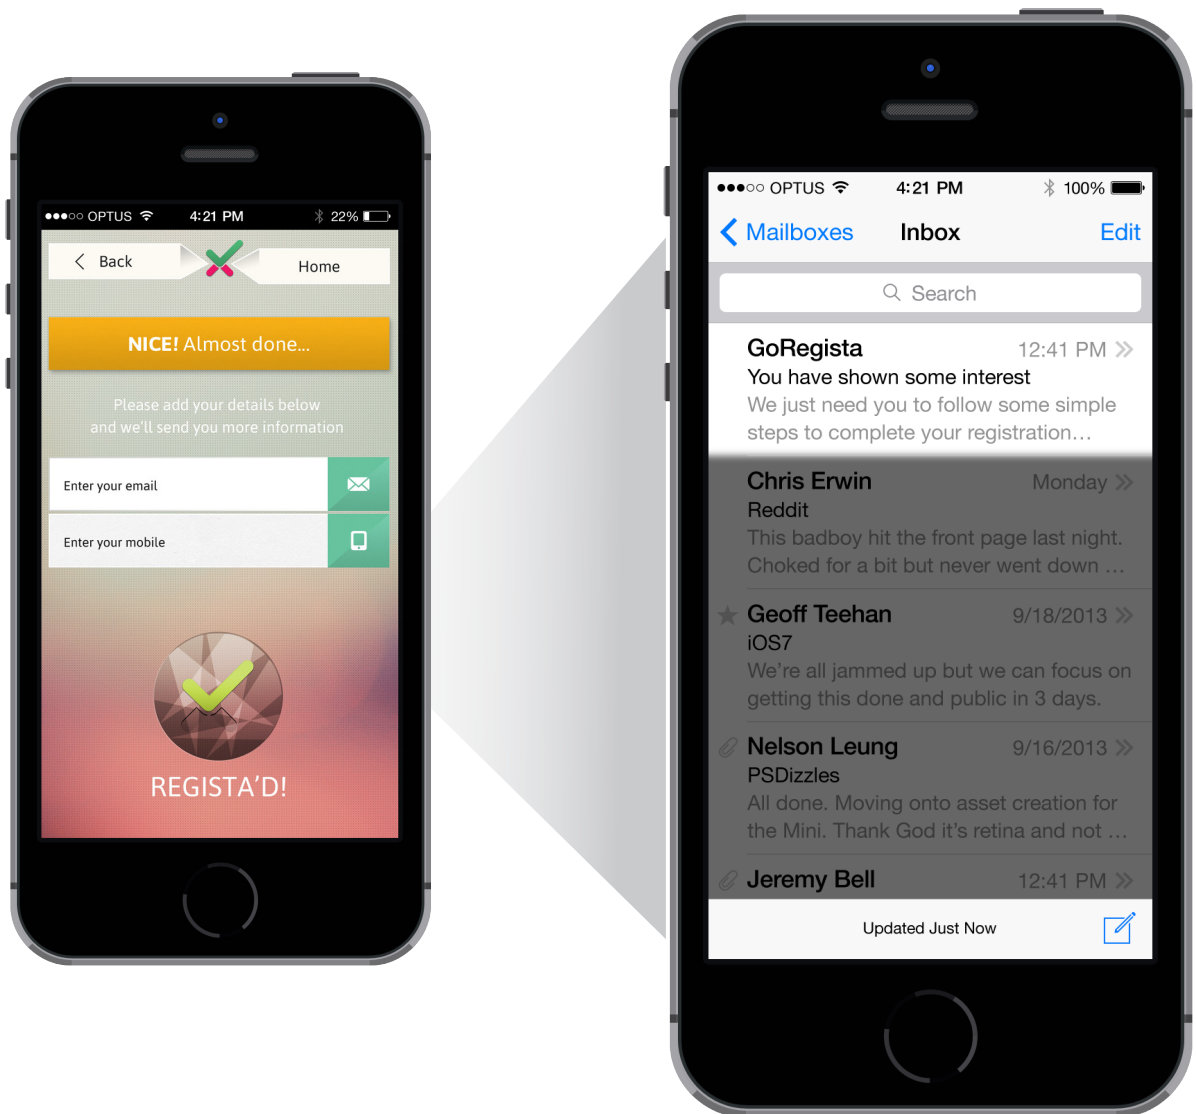 OPTUS 4:21 PM 22%
Back
Home
NICE! Almost done...
Please add your details below
and we'll send you more information
Enter your email
Enter your mobile
REGISTA'D!
OPTUS 4:21 PM 100%
Mailboxes Inbox Edit
Search
GoRegista 12:41 PM
You have shown some interest
We just need you to follow some simple
steps to complete your registration...
Chris Erwin Monday
Reddit
This badboy hit the front page last night.
Choked for a bit but never went down ...
Geoff Teehan 9/18/2013
iOS7
We're all jammed up but we can focus on
getting this done and public in 3 days.
Nelson Leung 9/16/2013
PSDizzles
All done. Moving onto asset creation for
the Mini. Thank God it's retina and not ...
Jeremy Bell 12:41 PM
Updated Just Now